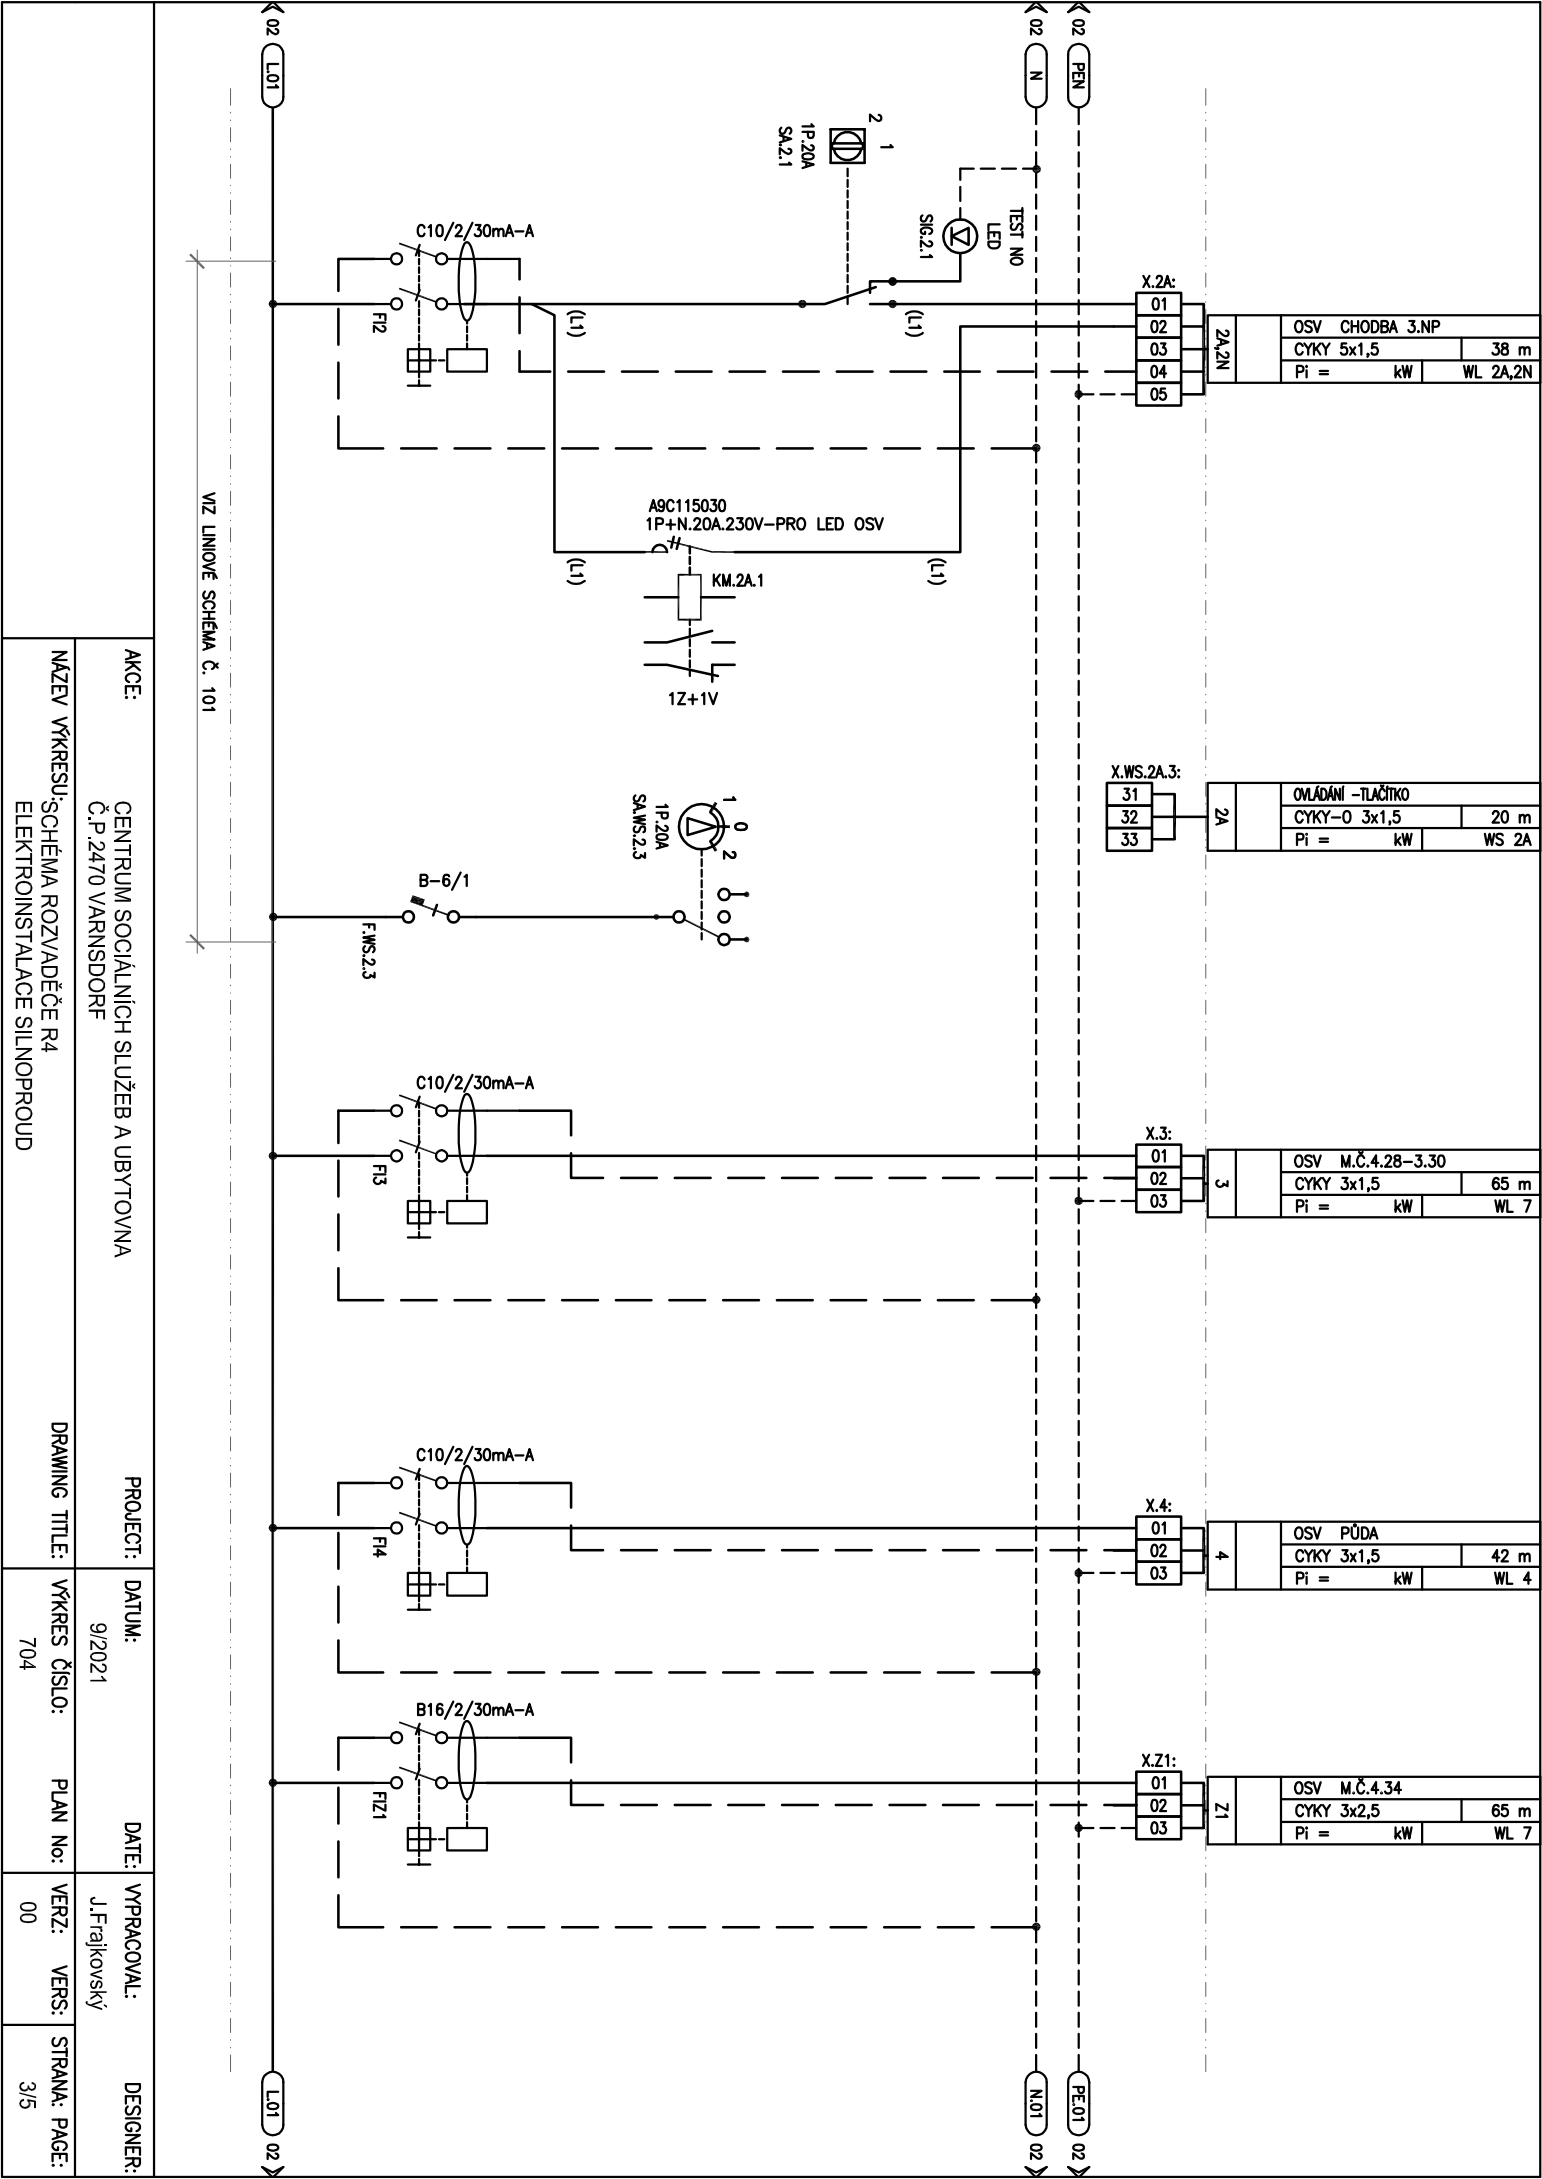 02
L.01
02
N
02
PEN
1P.20A
SA.2.1
2
1
TEST NO
LED
SIG.2.1
C10/2/30mA-A
FI2
(L1)
(L1)
X.2A:
01
02
03
04
05
2A,2N
OSV CHODBA 3.NP
CYKY 5x1,5 38 m
Pi = kW WL 2A,2N
A9C115030
1P+N.20A.230V-PRO LED OSV
(L1)
(L1)
KM.2A.1
1Z+1V
VIZ LINIOVÉ SCHÉMA Č. 101
X.WS.2A.3:
31
32
33
2A
OVLÁDÁNÍ -TLAČÍTKO
CYKY-O 3x1,5 20 m
Pi = kW WS 2A
1
0
2
1P.20A
SA.WS.2.3
B-6/1
F.WS.2.3
C10/2/30mA-A
FI3
X.3:
01
02
03
3
OSV M.Č.4.28-3.30
CYKY 3x1,5 65 m
Pi = kW WL 7
C10/2/30mA-A
FI4
X.4:
01
02
03
4
OSV PŮDA
CYKY 3x1,5 42 m
Pi = kW WL 4
B16/2/30mA-A
FIZ1
X.Z1:
01
02
03
Z1
OSV M.Č.4.34
CYKY 3x2,5 65 m
Pi = kW WL 7
L.01
02
N.01
02
PE.01
02
AKCE: PROJECT:
CENTRUM SOCIÁLNÍCH SLUŽEB A UBYTOVNA
Č.P.2470 VARNSDORF
NÁZEV VÝKRESU: DRAWING TITLE:
SCHÉMA ROZVADĚČE R4
ELEKTROINSTALACE SILNOPROUD
DATUM: DATE:
9/2021
VÝKRES ČÍSLO: PLAN No:
704
VYPRACOVAL: DESIGNER:
J.Frajkovský
VERZ: VERS:
00
STRANA: PAGE:
3/5